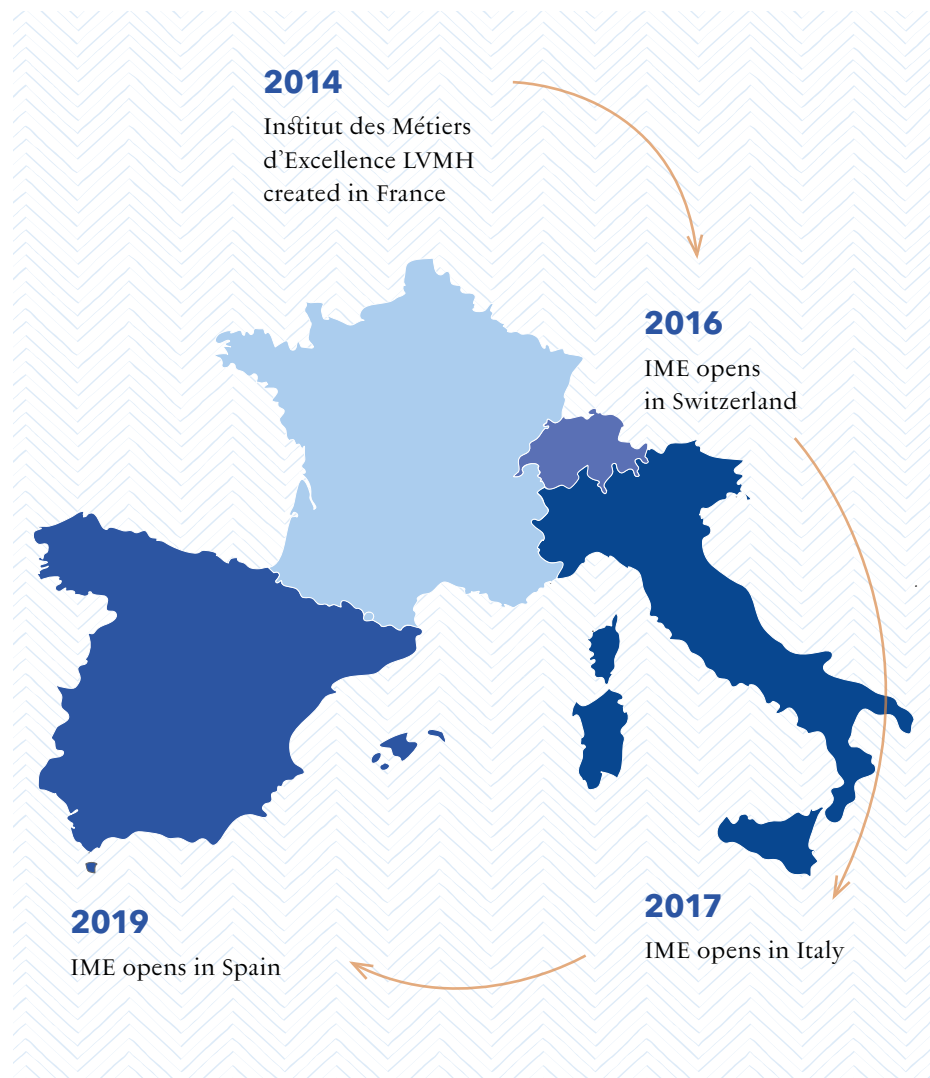 2014
Institut des Métiers
d’Excellence LVMH
created in France
2016
IME opens
in Switzerland
2017
IME opens in Italy
2019
IME opens in Spain